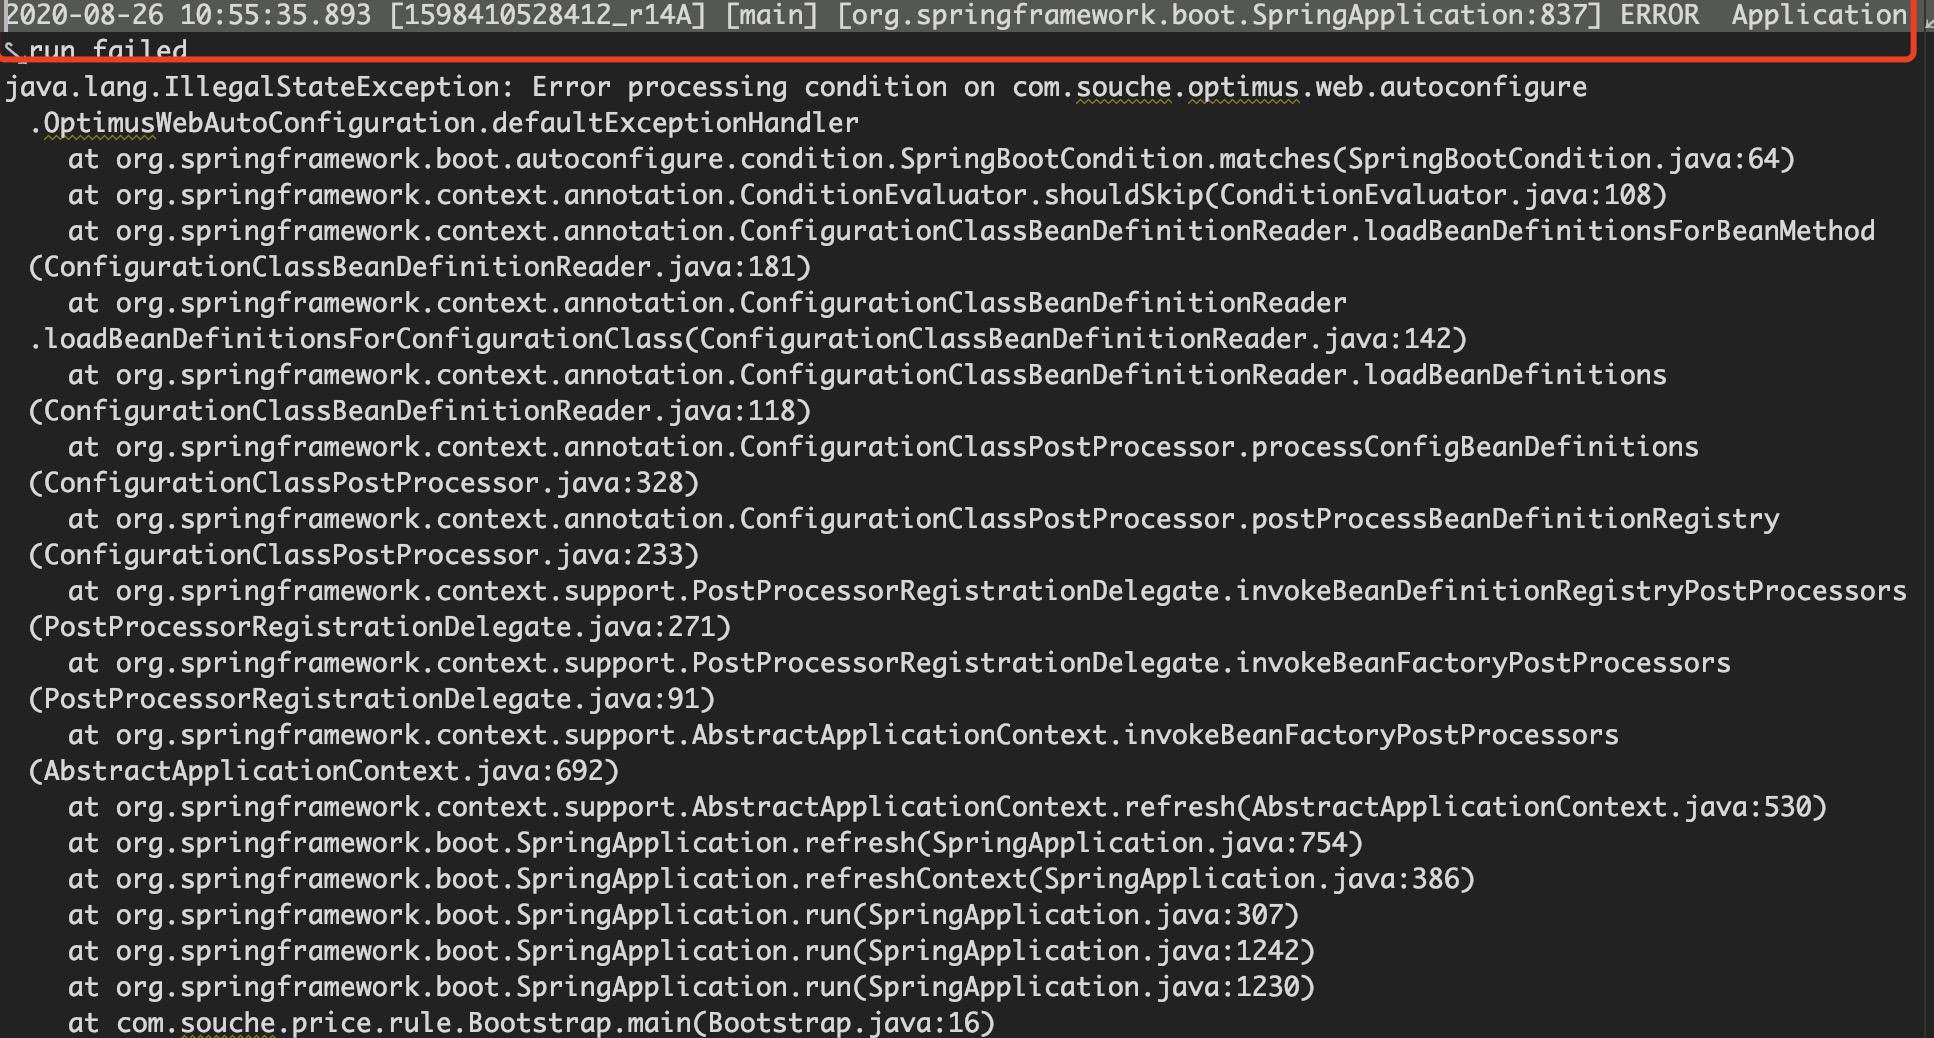 2020-08-26 10:55:35.893 [1598410528412_r14A] [main] [org.springframework.boot.SpringApplication:837] ERROR  Application
run failed
java.lang.IllegalStateException: Error processing condition on com.souche.optimus.web.autoconfigure
.OptimusWebAutoConfiguration.defaultExceptionHandler
at org.springframework.boot.autoconfigure.condition.SpringBootCondition.matches(SpringBootCondition.java:64)
at org.springframework.context.annotation.ConditionEvaluator.shouldSkip(ConditionEvaluator.java:108)
at org.springframework.context.annotation.ConfigurationClassBeanDefinitionReader.loadBeanDefinitionsForBeanMethod
(ConfigurationClassBeanDefinitionReader.java:181)
at org.springframework.context.annotation.ConfigurationClassBeanDefinitionReader
.loadBeanDefinitionsForConfigurationClass(ConfigurationClassBeanDefinitionReader.java:142)
at org.springframework.context.annotation.ConfigurationClassBeanDefinitionReader.loadBeanDefinitions
(ConfigurationClassBeanDefinitionReader.java:118)
at org.springframework.context.annotation.ConfigurationClassPostProcessor.processConfigBeanDefinitions
(ConfigurationClassPostProcessor.java:328)
at org.springframework.context.annotation.ConfigurationClassPostProcessor.postProcessBeanDefinitionRegistry
(ConfigurationClassPostProcessor.java:233)
at org.springframework.context.support.PostProcessorRegistrationDelegate.invokeBeanDefinitionRegistryPostProcessors
(PostProcessorRegistrationDelegate.java:271)
at org.springframework.context.support.PostProcessorRegistrationDelegate.invokeBeanFactoryPostProcessors
(PostProcessorRegistrationDelegate.java:91)
at org.springframework.context.support.AbstractApplicationContext.invokeBeanFactoryPostProcessors
(AbstractApplicationContext.java:692)
at org.springframework.context.support.AbstractApplicationContext.refresh(AbstractApplicationContext.java:530)
at org.springframework.boot.SpringApplication.refresh(SpringApplication.java:754)
at org.springframework.boot.SpringApplication.refreshContext(SpringApplication.java:386)
at org.springframework.boot.SpringApplication.run(SpringApplication.java:307)
at org.springframework.boot.SpringApplication.run(SpringApplication.java:1242)
at org.springframework.boot.SpringApplication.run(SpringApplication.java:1230)
at com.souche.price.rule.Bootstrap.main(Bootstrap.java:16)